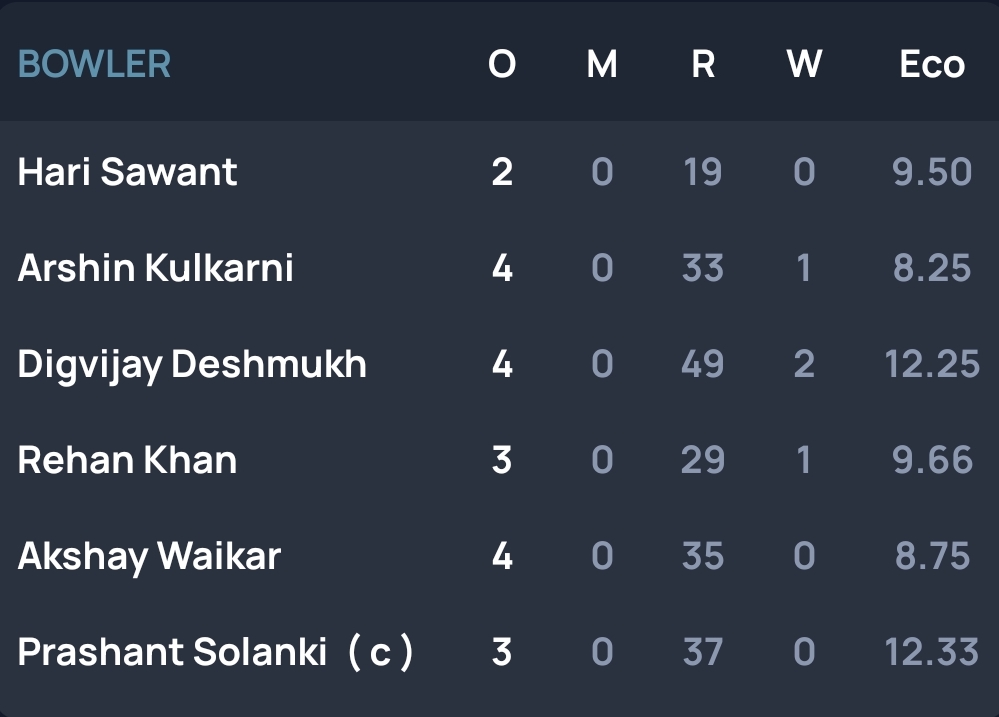 BOWLER O M R W Eco
Hari Sawant 2 0 19 0 9.50
Arshin Kulkarni 4 0 33 1 8.25
Digvijay Deshmukh 4 0 49 2 12.25
Rehan Khan 3 0 29 1 9.66
Akshay Waikar 4 0 35 0 8.75
Prashant Solanki ( c ) 3 0 37 0 12.33